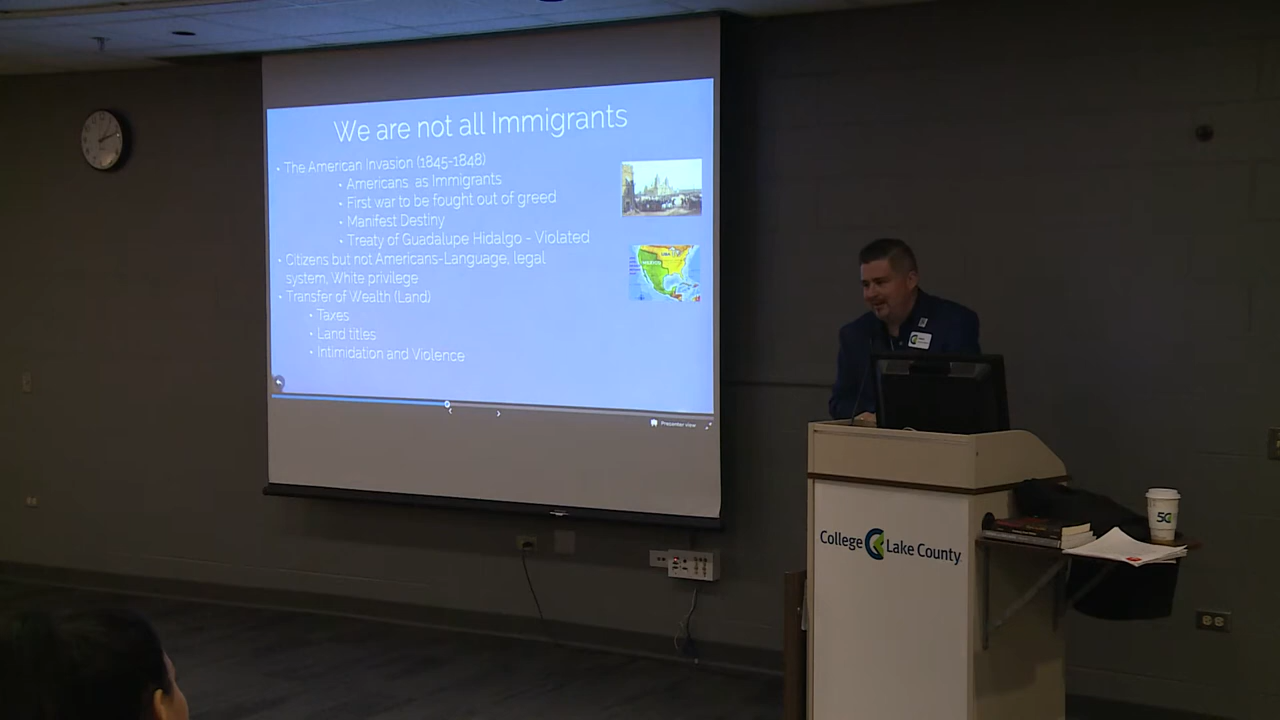 We are not all Immigrants
• The American Invasion (1845-1848)
• Americans as Immigrants
• First war to be fought out of greed
• Manifest Destiny
• Treaty of Guadalupe Hidalgo - Violated
• Citizens but not Americans-Language, legal
system, White privilege
• Transfer of Wealth (Land)
• Taxes
• Land titles
• Intimidation and Violence
MEXICO
Presenter view
College Lake County
50